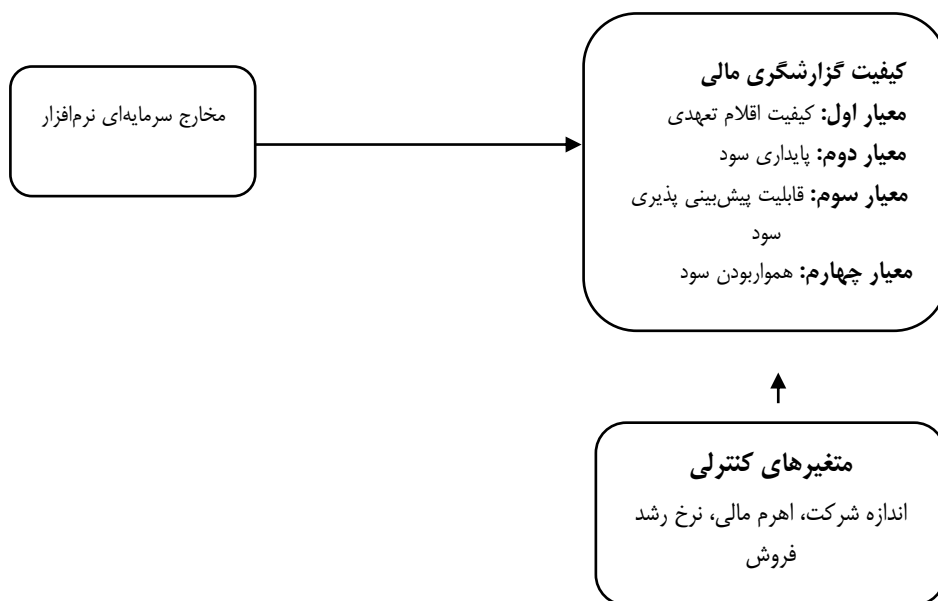 کیفیت گزارشگری مالی
معیار اول: کیفیت اقلام تعهدی
معیار دوم: پایداری سود
معیار سوم: قابلیت پیش‌بینی پذیری
سود
معیار چهارم: هموار‌بودن سود
مخارج سرمایه‌ای نرم‌افزار
متغیرهای کنترلی
اندازه شرکت، اهرم مالی، نرخ رشد
فروش